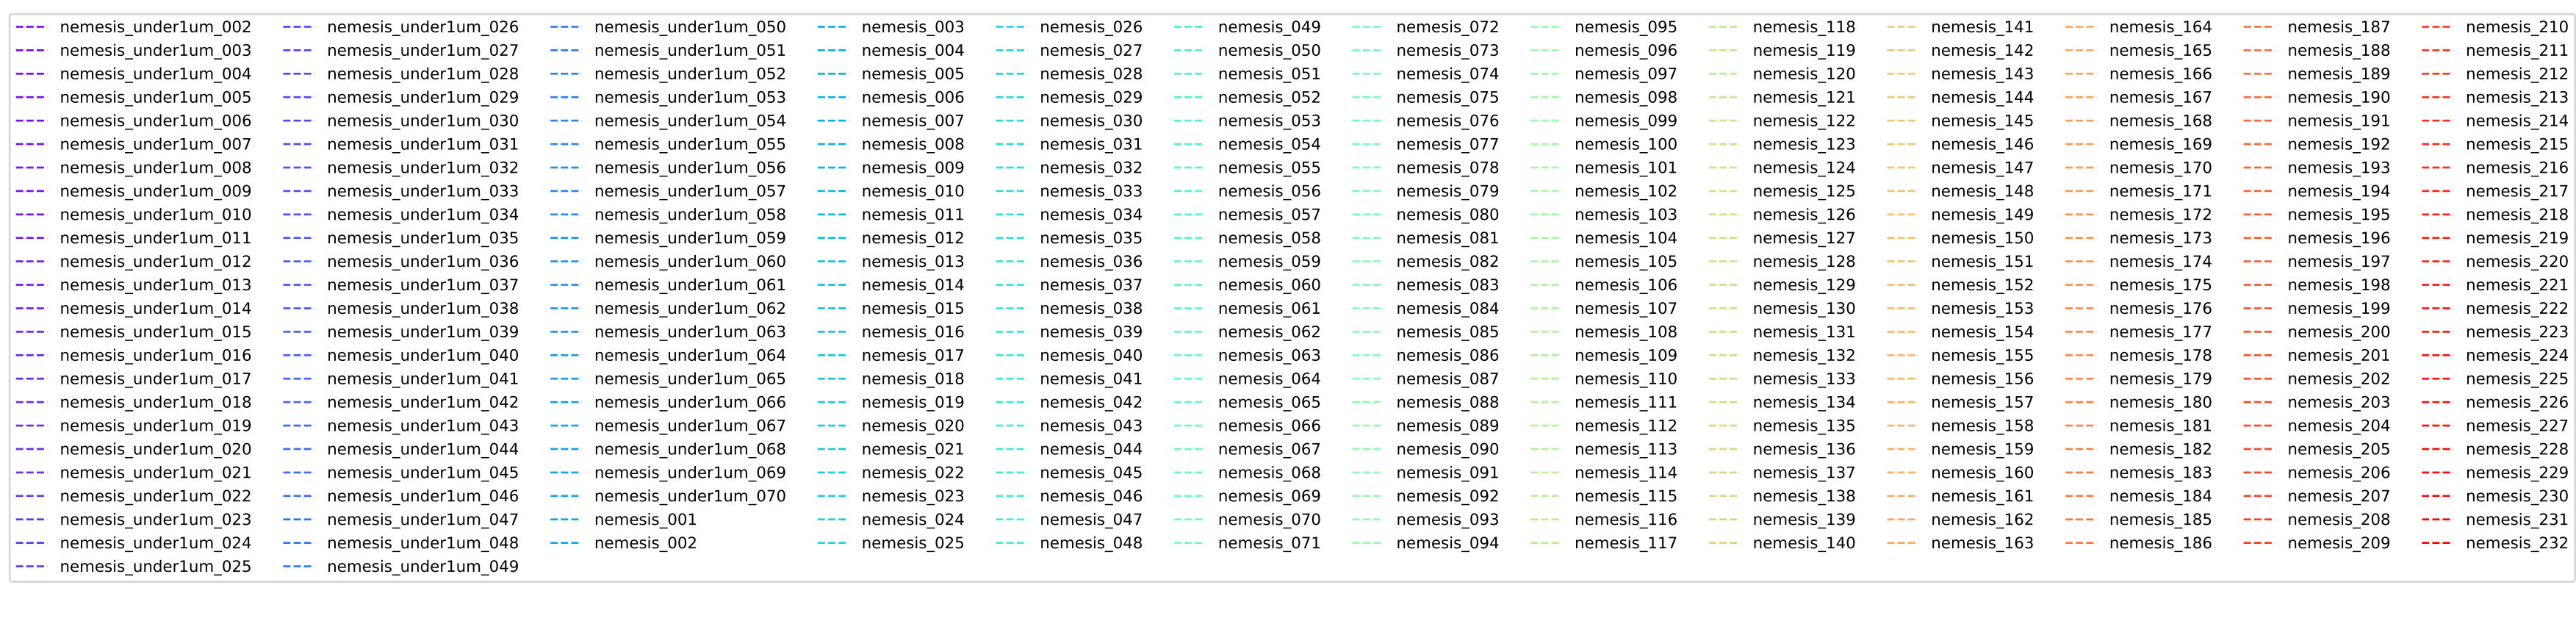 nemesis_under1um_002 nemesis_under1um_026 nemesis_under1um_050 nemesis_003 nemesis_026 nemesis_049 nemesis_072 nemesis_095 nemesis_118 nemesis_141 nemesis_164 nemesis_187 nemesis_210
nemesis_under1um_003 nemesis_under1um_027 nemesis_under1um_051 nemesis_004 nemesis_027 nemesis_050 nemesis_073 nemesis_096 nemesis_119 nemesis_142 nemesis_165 nemesis_188 nemesis_211
nemesis_under1um_004 nemesis_under1um_028 nemesis_under1um_052 nemesis_005 nemesis_028 nemesis_051 nemesis_074 nemesis_097 nemesis_120 nemesis_143 nemesis_166 nemesis_189 nemesis_212
nemesis_under1um_005 nemesis_under1um_029 nemesis_under1um_053 nemesis_006 nemesis_029 nemesis_052 nemesis_075 nemesis_098 nemesis_121 nemesis_144 nemesis_167 nemesis_190 nemesis_213
nemesis_under1um_006 nemesis_under1um_030 nemesis_under1um_054 nemesis_007 nemesis_030 nemesis_053 nemesis_076 nemesis_099 nemesis_122 nemesis_145 nemesis_168 nemesis_191 nemesis_214
nemesis_under1um_007 nemesis_under1um_031 nemesis_under1um_055 nemesis_008 nemesis_031 nemesis_054 nemesis_077 nemesis_100 nemesis_123 nemesis_146 nemesis_169 nemesis_192 nemesis_215
nemesis_under1um_008 nemesis_under1um_032 nemesis_under1um_056 nemesis_009 nemesis_032 nemesis_055 nemesis_078 nemesis_101 nemesis_124 nemesis_147 nemesis_170 nemesis_193 nemesis_216
nemesis_under1um_009 nemesis_under1um_033 nemesis_under1um_057 nemesis_010 nemesis_033 nemesis_056 nemesis_079 nemesis_102 nemesis_125 nemesis_148 nemesis_171 nemesis_194 nemesis_217
nemesis_under1um_010 nemesis_under1um_034 nemesis_under1um_058 nemesis_011 nemesis_034 nemesis_057 nemesis_080 nemesis_103 nemesis_126 nemesis_149 nemesis_172 nemesis_195 nemesis_218
nemesis_under1um_011 nemesis_under1um_035 nemesis_under1um_059 nemesis_012 nemesis_035 nemesis_058 nemesis_081 nemesis_104 nemesis_127 nemesis_150 nemesis_173 nemesis_196 nemesis_219
nemesis_under1um_012 nemesis_under1um_036 nemesis_under1um_060 nemesis_013 nemesis_036 nemesis_059 nemesis_082 nemesis_105 nemesis_128 nemesis_151 nemesis_174 nemesis_197 nemesis_220
nemesis_under1um_013 nemesis_under1um_037 nemesis_under1um_061 nemesis_014 nemesis_037 nemesis_060 nemesis_083 nemesis_106 nemesis_129 nemesis_152 nemesis_175 nemesis_198 nemesis_221
nemesis_under1um_014 nemesis_under1um_038 nemesis_under1um_062 nemesis_015 nemesis_038 nemesis_061 nemesis_084 nemesis_107 nemesis_130 nemesis_153 nemesis_176 nemesis_199 nemesis_222
nemesis_under1um_015 nemesis_under1um_039 nemesis_under1um_063 nemesis_016 nemesis_039 nemesis_062 nemesis_085 nemesis_108 nemesis_131 nemesis_154 nemesis_177 nemesis_200 nemesis_223
nemesis_under1um_016 nemesis_under1um_040 nemesis_under1um_064 nemesis_017 nemesis_040 nemesis_063 nemesis_086 nemesis_109 nemesis_132 nemesis_155 nemesis_178 nemesis_201 nemesis_224
nemesis_under1um_017 nemesis_under1um_041 nemesis_under1um_065 nemesis_018 nemesis_041 nemesis_064 nemesis_087 nemesis_110 nemesis_133 nemesis_156 nemesis_179 nemesis_202 nemesis_225
nemesis_under1um_018 nemesis_under1um_042 nemesis_under1um_066 nemesis_019 nemesis_042 nemesis_065 nemesis_088 nemesis_111 nemesis_134 nemesis_157 nemesis_180 nemesis_203 nemesis_226
nemesis_under1um_019 nemesis_under1um_043 nemesis_under1um_067 nemesis_020 nemesis_043 nemesis_066 nemesis_089 nemesis_112 nemesis_135 nemesis_158 nemesis_181 nemesis_204 nemesis_227
nemesis_under1um_020 nemesis_under1um_044 nemesis_under1um_068 nemesis_021 nemesis_044 nemesis_067 nemesis_090 nemesis_113 nemesis_136 nemesis_159 nemesis_182 nemesis_205 nemesis_228
nemesis_under1um_021 nemesis_under1um_045 nemesis_under1um_069 nemesis_022 nemesis_045 nemesis_068 nemesis_091 nemesis_114 nemesis_137 nemesis_160 nemesis_183 nemesis_206 nemesis_229
nemesis_under1um_022 nemesis_under1um_046 nemesis_under1um_070 nemesis_023 nemesis_046 nemesis_069 nemesis_092 nemesis_115 nemesis_138 nemesis_161 nemesis_184 nemesis_207 nemesis_230
nemesis_under1um_023 nemesis_under1um_047 nemesis_001 nemesis_024 nemesis_047 nemesis_070 nemesis_093 nemesis_116 nemesis_139 nemesis_162 nemesis_185 nemesis_208 nemesis_231
nemesis_under1um_024 nemesis_under1um_048 nemesis_002 nemesis_025 nemesis_048 nemesis_071 nemesis_094 nemesis_117 nemesis_140 nemesis_163 nemesis_186 nemesis_209 nemesis_232
nemesis_under1um_025 nemesis_under1um_049